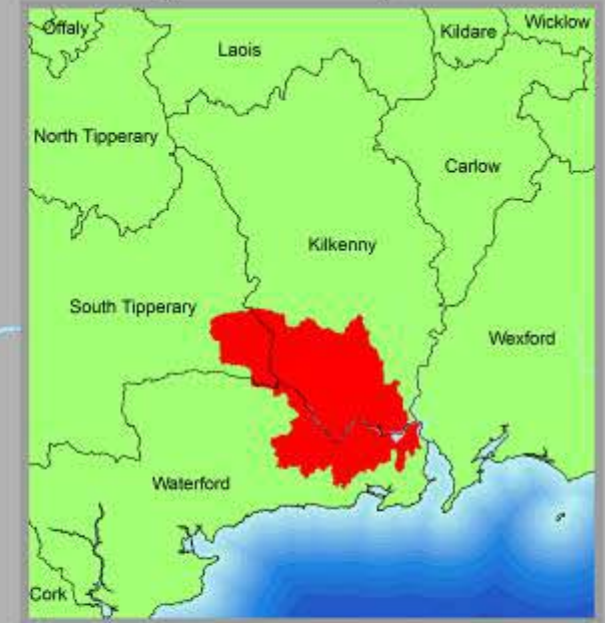 Offaly
Laois
Kildare
Wicklow
North Tipperary
Carlow
Kilkenny
South Tipperary
Wexford
Waterford
Cork